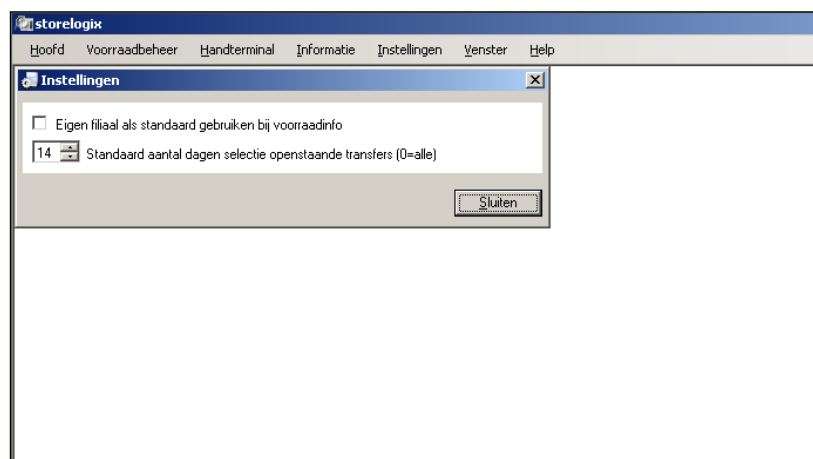 storelogix
Hoofd Voorraadbeheer Handterminal Informatie Instellingen Venster Help
Instellingen
Eigen filiaal als standaard gebruiken bij voorraadinfo
14 Standaard aantal dagen selectie openstaande transfers (0=alle)
Sluiten